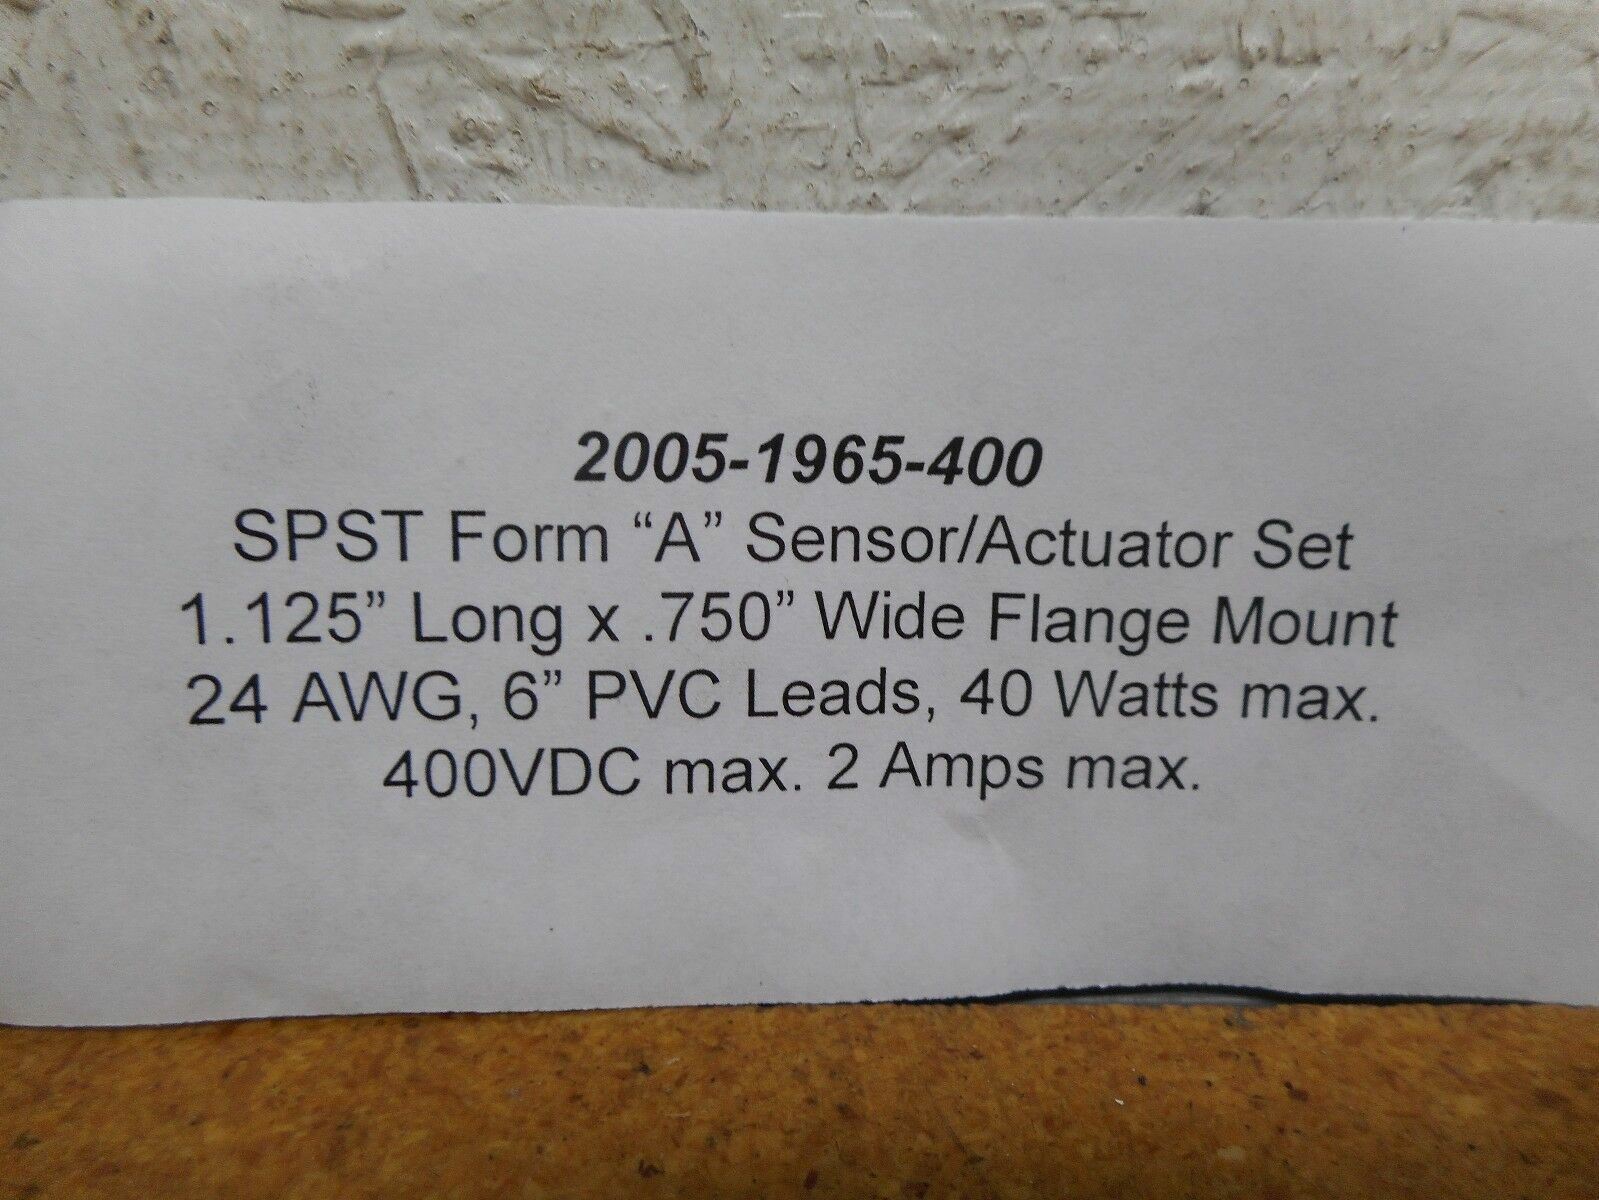 2005-1965-400
SPST Form “A” Sensor/Actuator Set
1.125” Long x .750” Wide Flange Mount
24 AWG, 6” PVC Leads, 40 Watts max.
400VDC max. 2 Amps max.